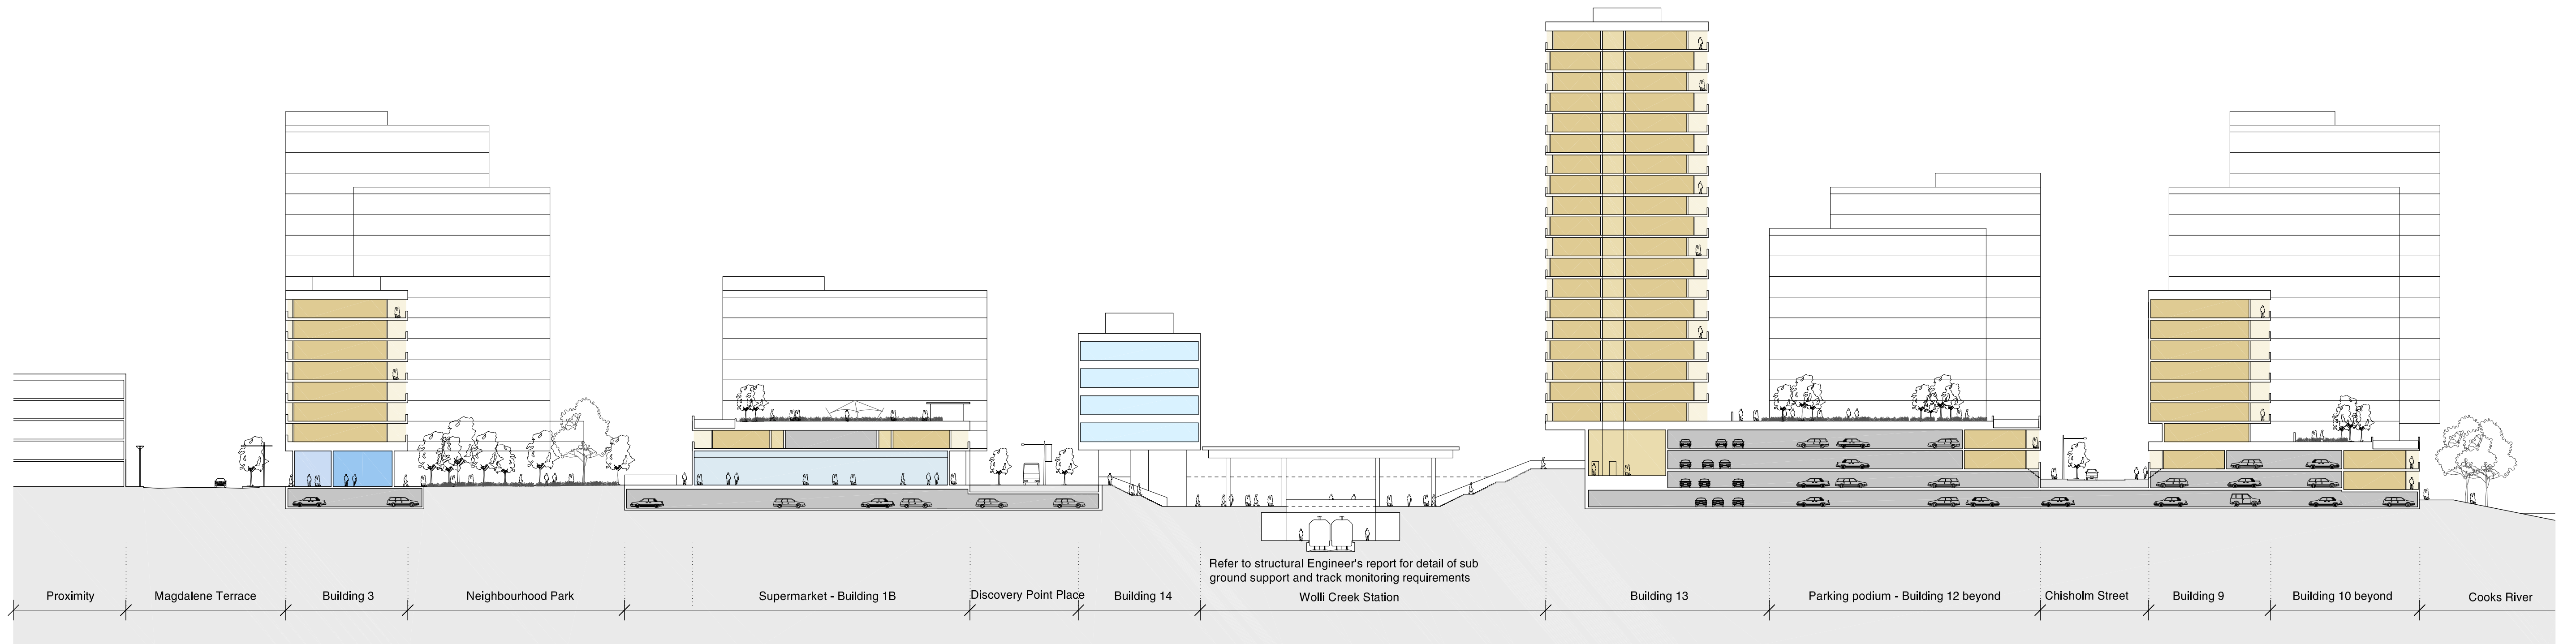 Refer to structural Engineer's report for detail of sub
ground support and track monitoring requirements
Proximity
Magdalene Terrace
Building 3
Neighbourhood Park
Supermarket - Building 1B
Discovery Point Place
Building 14
Wolli Creek Station
Building 13
Parking podium - Building 12 beyond
Chisholm Street
Building 9
Building 10 beyond
Cooks River